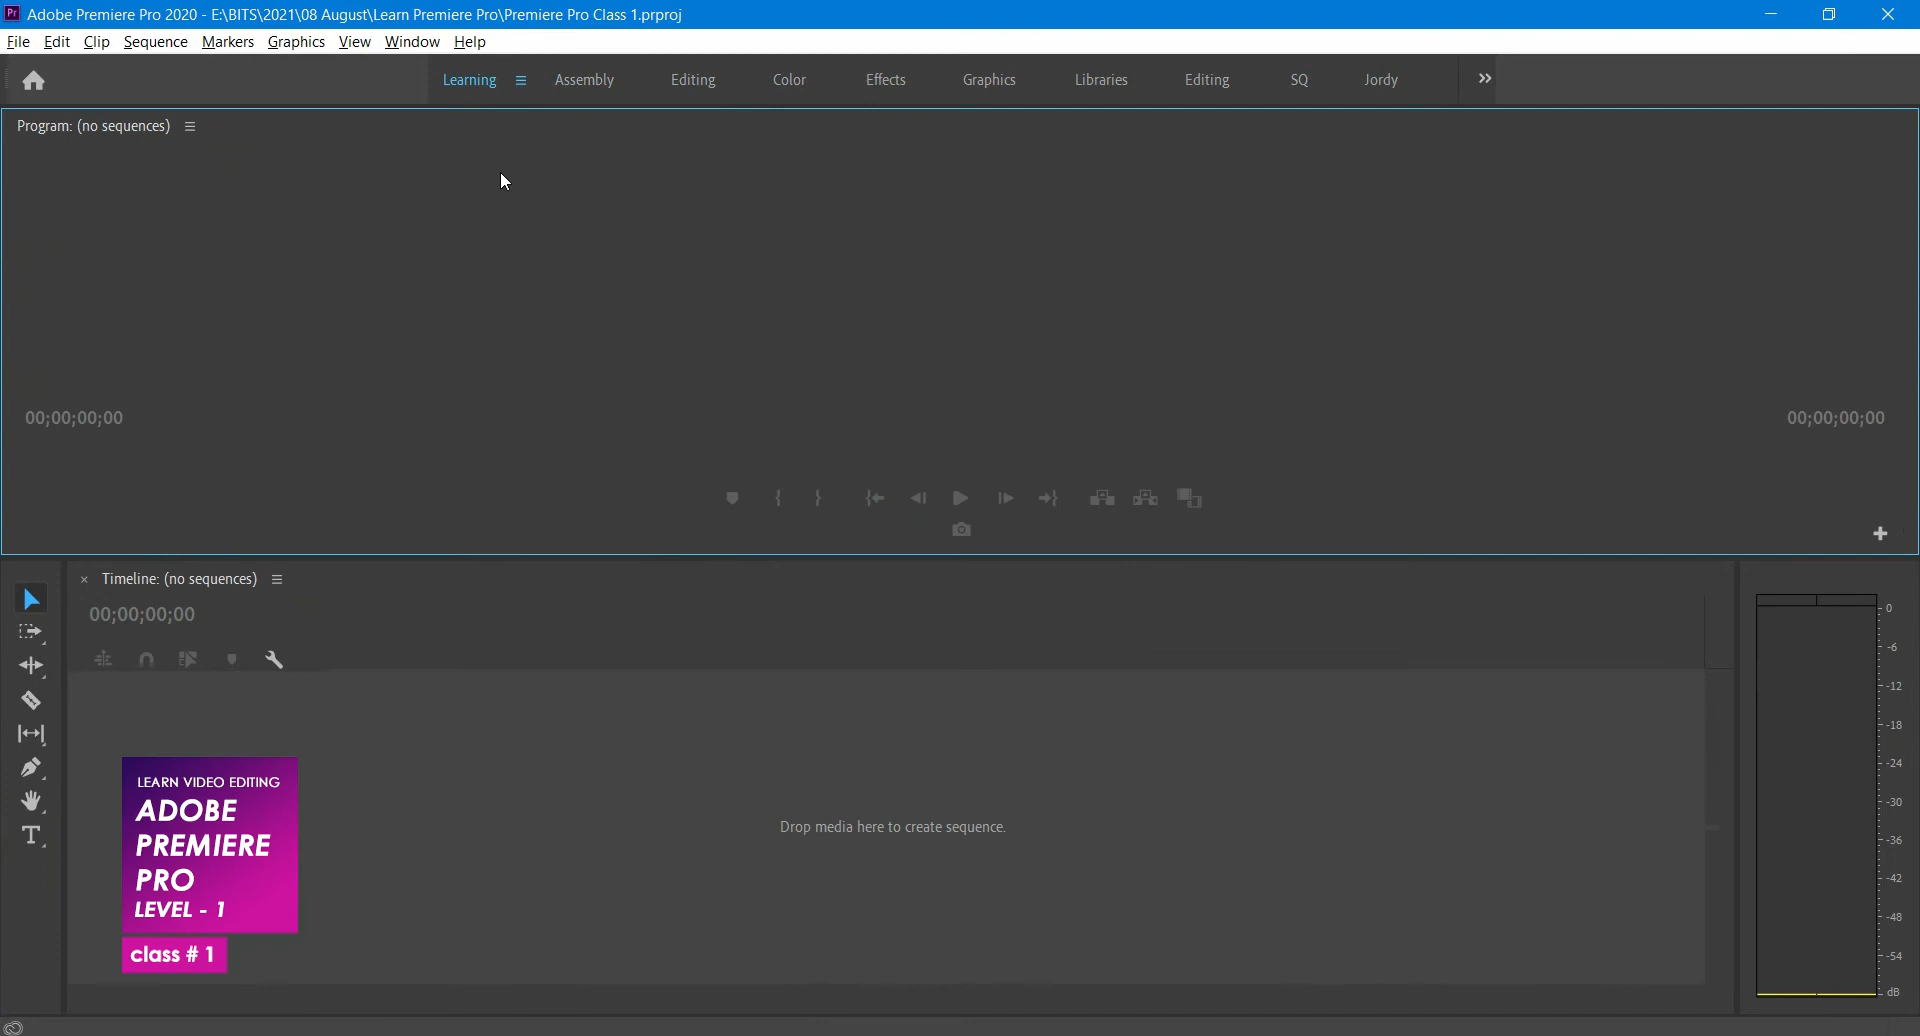 Adobe Premiere Pro 2020 - E:\BITS\2021\08 August\Learn Premiere Pro\Premiere Pro Class 1.prproj
File Edit Clip Sequence Markers Graphics View Window Help
Learning Assembly Editing Color Effects Graphics Libraries Editing SQ Jordy
Program: (no sequences)
00;00;00;00 00;00;00;00
Timeline: (no sequences)
00;00;00;00
Drop media here to create sequence.
LEARN VIDEO EDITING
ADOBE
PREMIERE
PRO
LEVEL - 1
class # 1
0
-6
-12
-18
-24
-30
-36
-42
-48
-54
dB